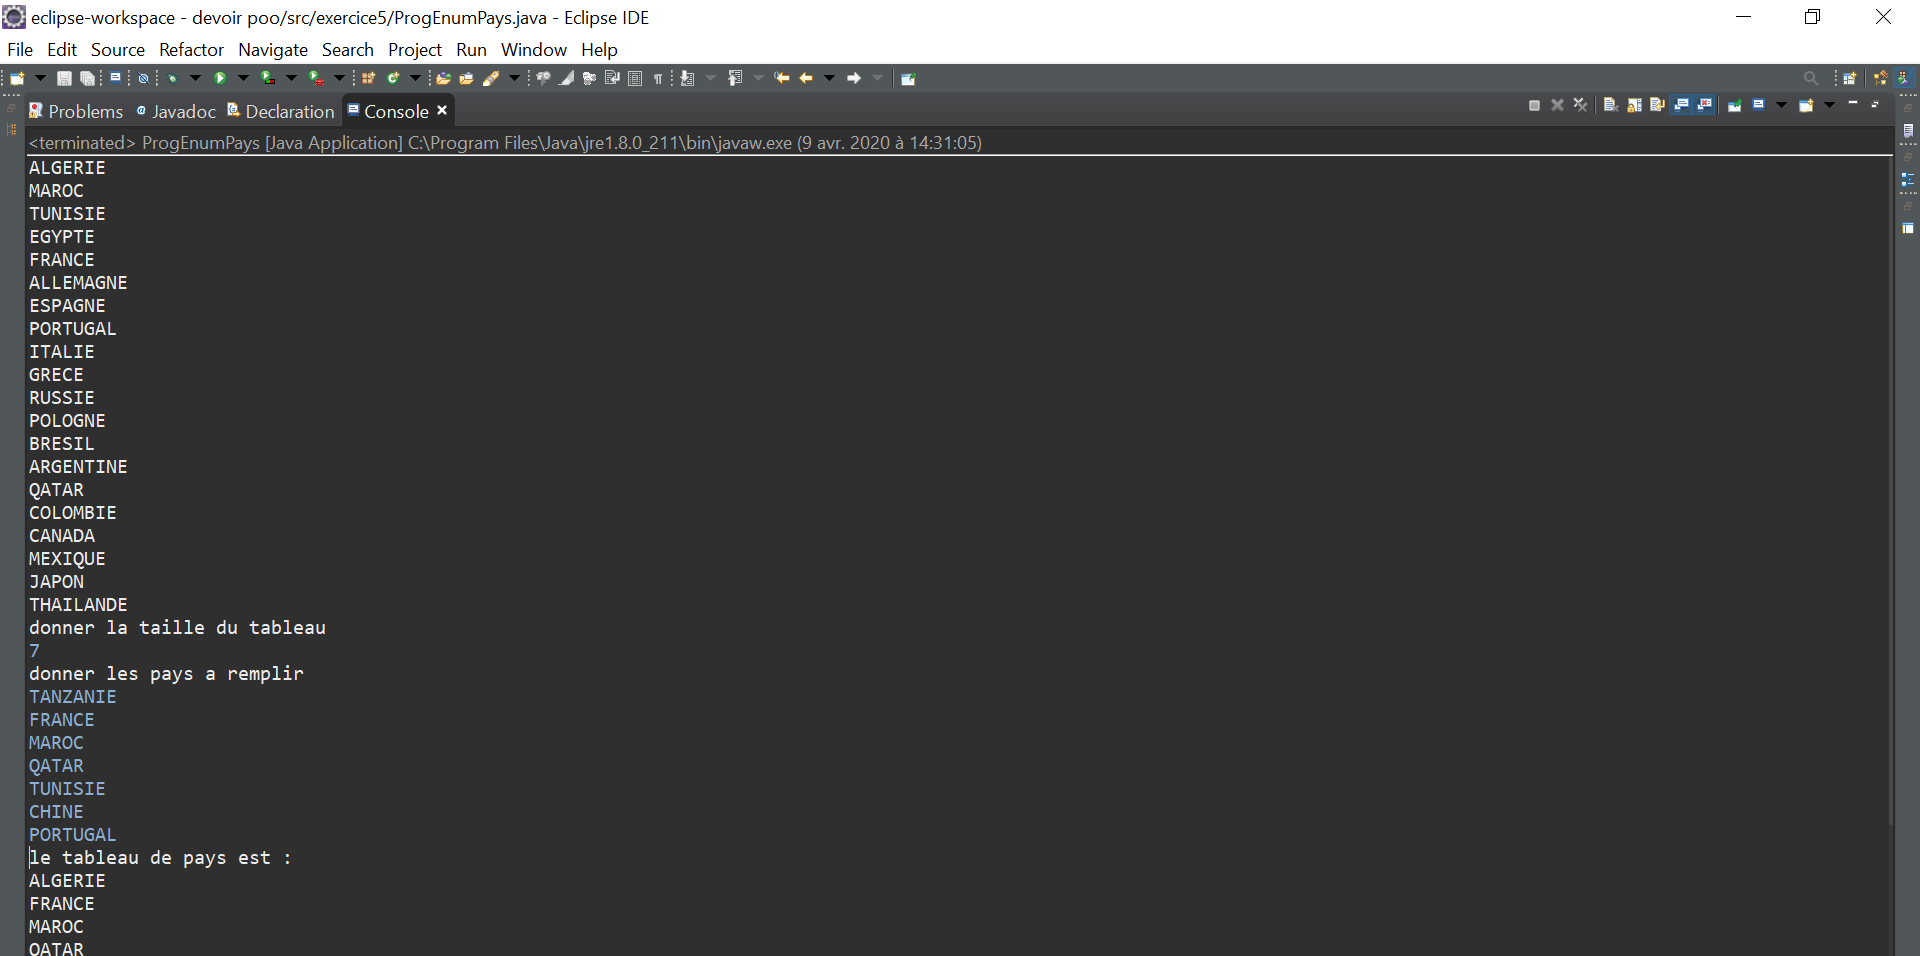 eclipse-workspace - devoir poo/src/exercice5/ProgEnumPays.java - Eclipse IDE
File Edit Source Refactor Navigate Search Project Run Window Help
Problems @ Javadoc Declaration Console
<terminated> ProgEnumPays [Java Application] C:\Program Files\Java\jre1.8.0_211\bin\javaw.exe (9 avr. 2020 à 14:31:05)
ALGERIE
MAROC
TUNISIE
EGYPTE
FRANCE
ALLEMAGNE
ESPAGNE
PORTUGAL
ITALIE
GRECE
RUSSIE
POLOGNE
BRESIL
ARGENTINE
QATAR
COLOMBIE
CANADA
MEXIQUE
JAPON
THAILANDE
donner la taille du tableau
7
donner les pays a remplir
TANZANIE
FRANCE
MAROC
QATAR
TUNISIE
CHINE
PORTUGAL
le tableau de pays est :
ALGERIE
FRANCE
MAROC
QATAR